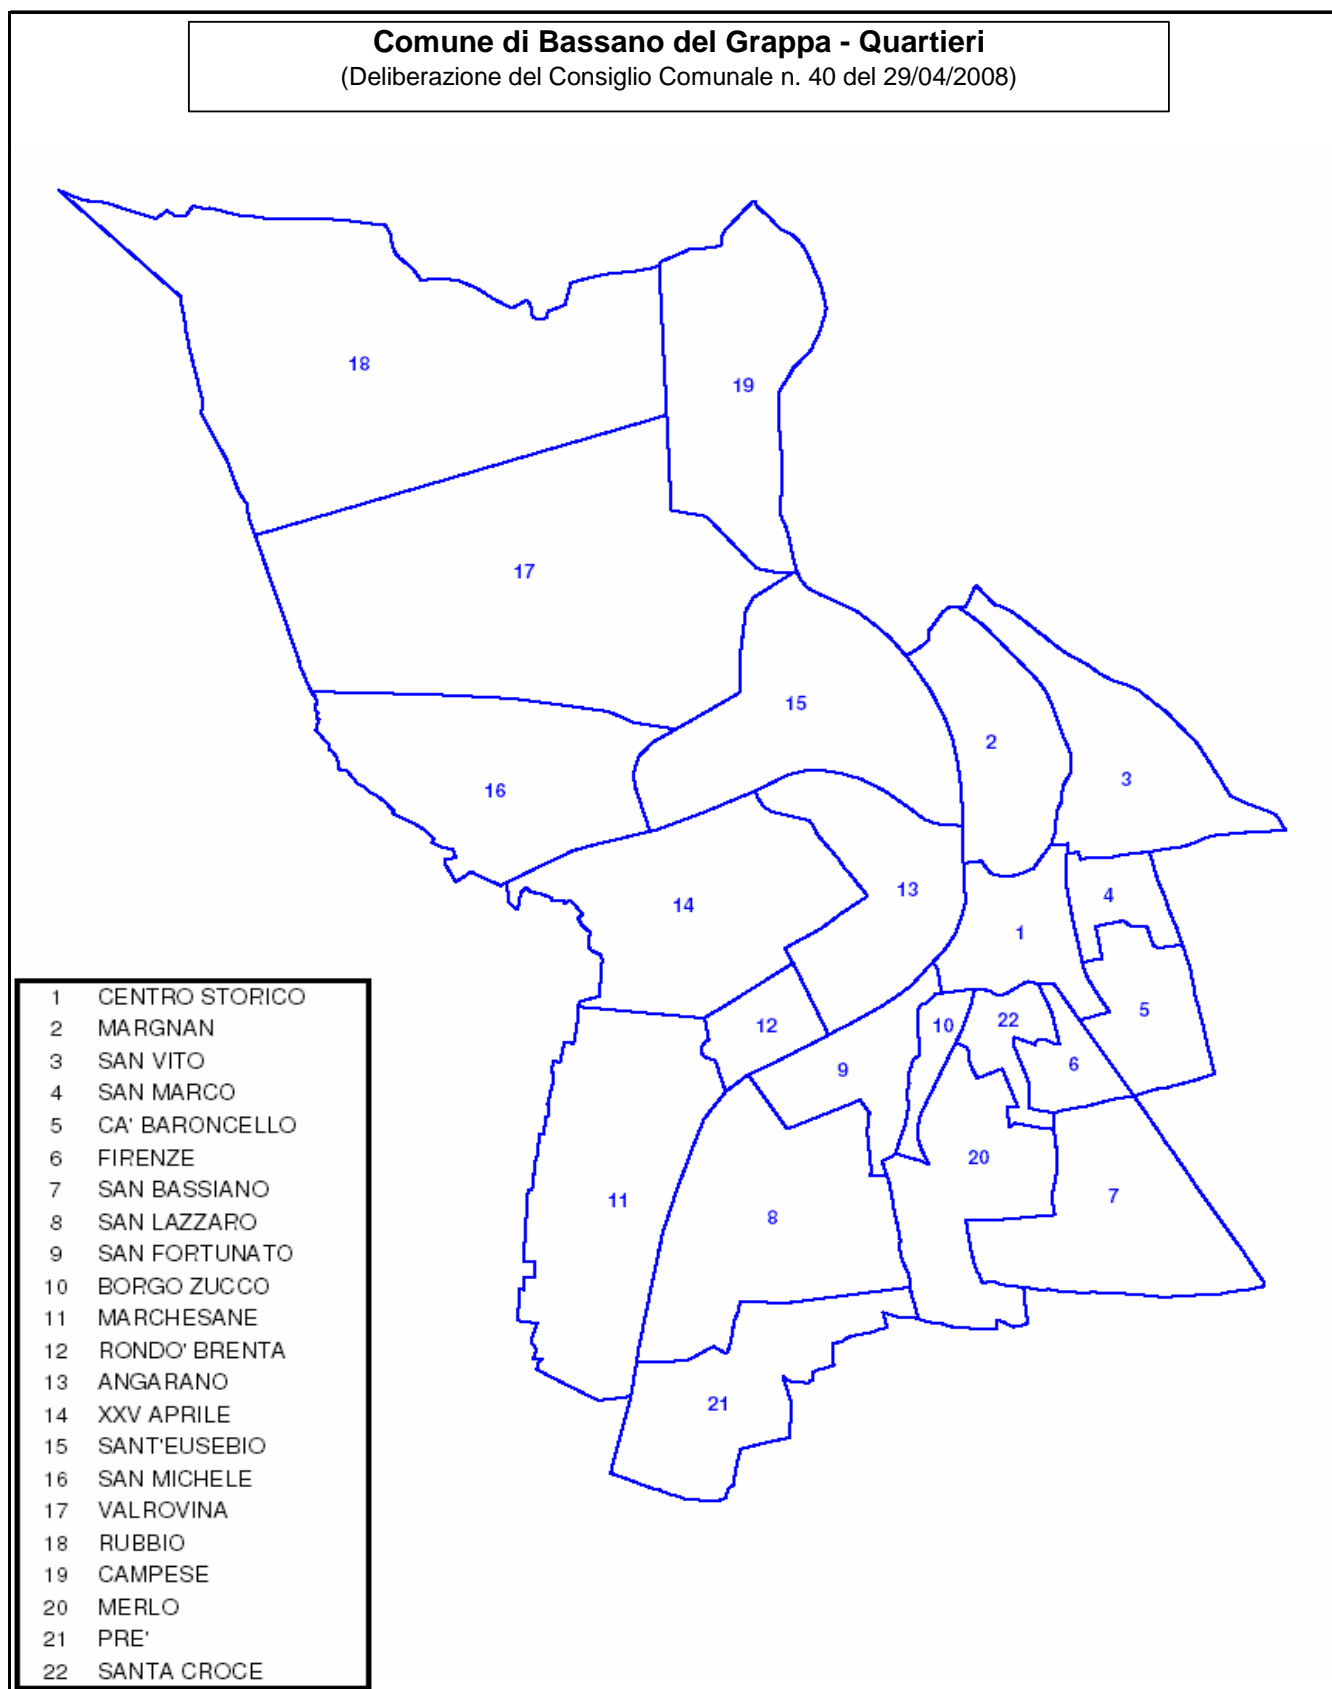 Comune di Bassano del Grappa - Quartieri
(Deliberazione del Consiglio Comunale n. 40 del 29/04/2008)
18
19
17
15
2
3
16
4
13
14
1
5
10
22
12
6
9
20
7
11
8
21
1 CENTRO STORICO
2 MARGNAN
3 SAN VITO
4 SAN MARCO
5 CA' BARONCELLO
6 FIRENZE
7 SAN BASSIANO
8 SAN LAZZARO
9 SAN FORTUNATO
10 BORGO ZUCCO
11 MARCHESANE
12 RONDO' BRENTA
13 ANGARANO
14 XXV APRILE
15 SANT'EUSEBIO
16 SAN MICHELE
17 VALROVINA
18 RUBBIO
19 CAMPESE
20 MERLO
21 PRE'
22 SANTA CROCE